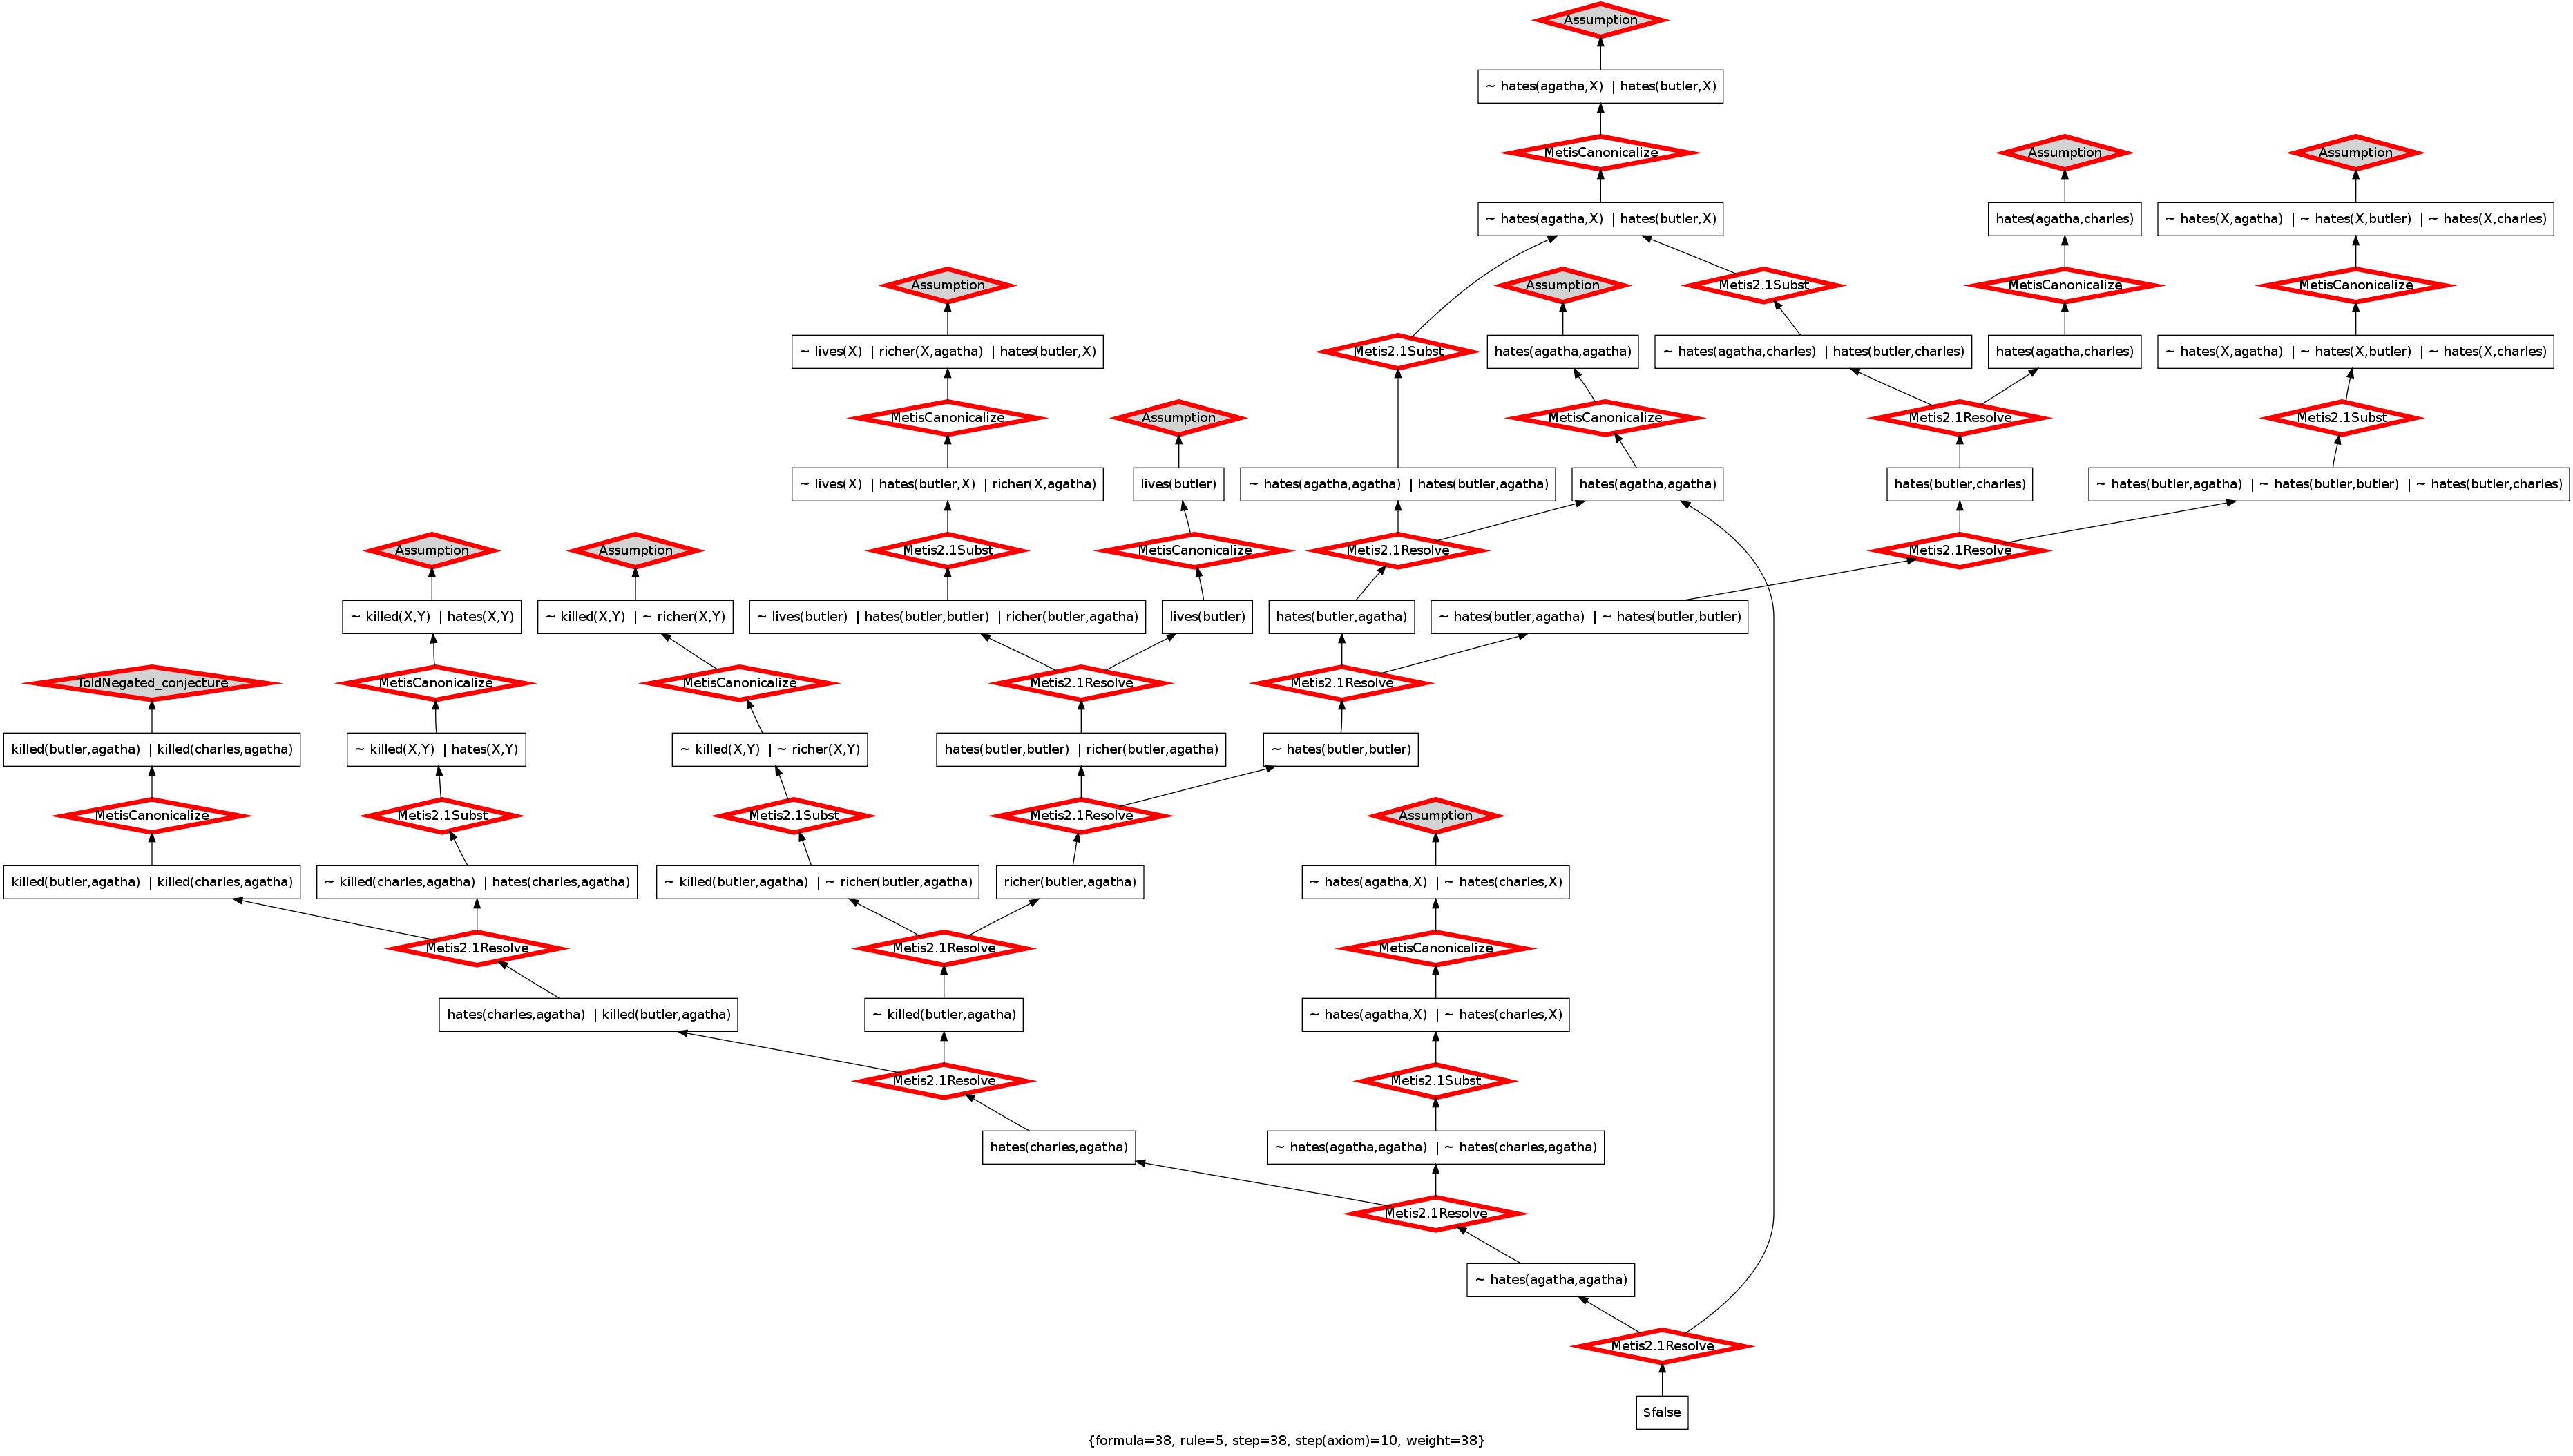 Assumption
~ hates(agatha,X) | hates(butler,X)
MetisCanonicalize
Assumption
Assumption
~ hates(agatha,X) | hates(butler,X)
hates(agatha,charles)
~ hates(X,agatha) | ~ hates(X,butler) | ~ hates(X,charles)
Assumption
Assumption
Metis2.1Subst
MetisCanonicalize
MetisCanonicalize
~ lives(X) | richer(X,agatha) | hates(butler,X)
Metis2.1Subst
hates(agatha,agatha)
~ hates(agatha,charles) | hates(butler,charles)
hates(agatha,charles)
~ hates(X,agatha) | ~ hates(X,butler) | ~ hates(X,charles)
MetisCanonicalize
Assumption
MetisCanonicalize
Metis2.1Resolve
Metis2.1Subst
~ lives(X) | hates(butler,X) | richer(X,agatha)
lives(butler)
~ hates(agatha,agatha) | hates(butler,agatha)
hates(agatha,agatha)
hates(butler,charles)
~ hates(butler,agatha) | ~ hates(butler,butler) | ~ hates(butler,charles)
Assumption
Assumption
Metis2.1Subst
MetisCanonicalize
Metis2.1Resolve
Metis2.1Resolve
~ killed(X,Y) | hates(X,Y)
~ killed(X,Y) | ~ richer(X,Y)
~ lives(butler) | hates(butler,butler) | richer(butler,agatha)
lives(butler)
hates(butler,agatha)
~ hates(butler,agatha) | ~ hates(butler,butler)
ToldNegated_conjecture
MetisCanonicalize
MetisCanonicalize
Metis2.1Resolve
Metis2.1Resolve
killed(butler,agatha) | killed(charles,agatha)
~ killed(X,Y) | hates(X,Y)
~ killed(X,Y) | ~ richer(X,Y)
hates(butler,butler) | richer(butler,agatha)
~ hates(butler,butler)
MetisCanonicalize
Metis2.1Subst
Metis2.1Subst
Metis2.1Resolve
Assumption
killed(butler,agatha) | killed(charles,agatha)
~ killed(charles,agatha) | hates(charles,agatha)
~ killed(butler,agatha) | ~ richer(butler,agatha)
richer(butler,agatha)
~ hates(agatha,X) | ~ hates(charles,X)
Metis2.1Resolve
Metis2.1Resolve
MetisCanonicalize
hates(charles,agatha) | killed(butler,agatha)
~ killed(butler,agatha)
~ hates(agatha,X) | ~ hates(charles,X)
Metis2.1Resolve
Metis2.1Subst
hates(charles,agatha)
~ hates(agatha,agatha) | ~ hates(charles,agatha)
Metis2.1Resolve
~ hates(agatha,agatha)
Metis2.1Resolve
$false
{formula=38, rule=5, step=38, step(axiom)=10, weight=38}